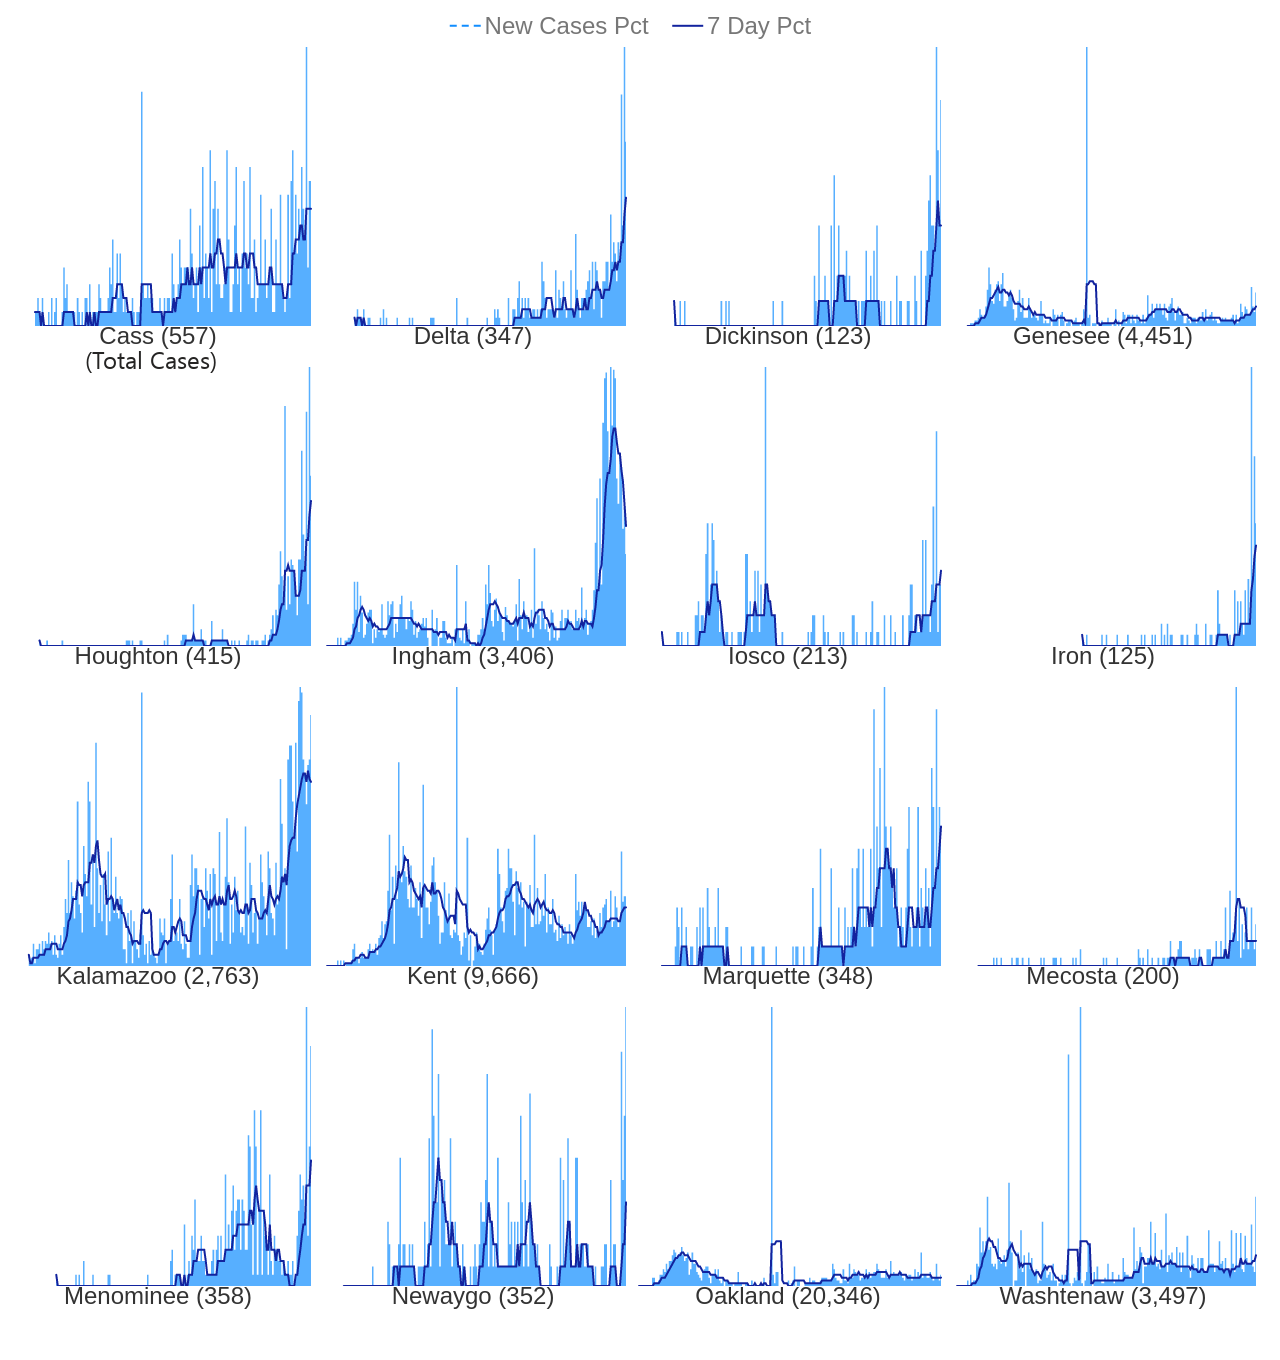 New Cases Pct 7 Day Pct
Cass (557) Delta (347) Dickinson (123) Genesee (4,451)
(Total Cases)
Houghton (415) Ingham (3,406) Iosco (213) Iron (125)
Kalamazoo (2,763) Kent (9,666) Marquette (348) Mecosta (200)
Menominee (358) Newaygo (352) Oakland (20,346) Washtenaw (3,497)